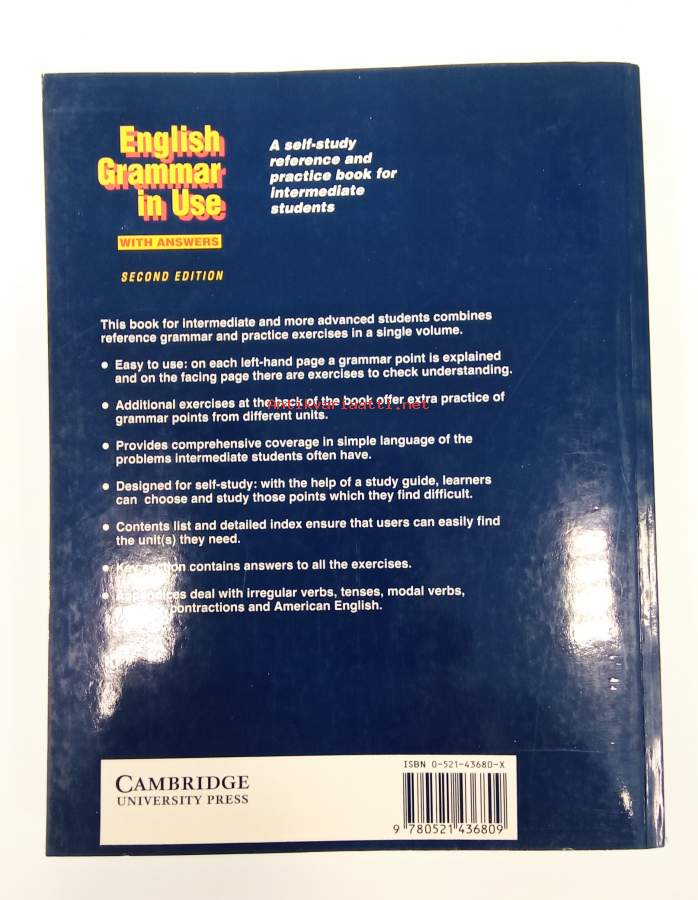 English
Grammar
in Use
WITH ANSWERS
SECOND EDITION
A self-study
reference and
practice book for
intermediate
students
This book for intermediate and more advanced students combines
reference grammar and practice exercises in a single volume.
• Easy to use: on each left-hand page a grammar point is explained
and on the facing page there are exercises to check understanding.
• Additional exercises at the back of the book offer extra practice of
grammar points from different units.
Antikvariaatti.net
• Provides comprehensive coverage in simple language of the
problems intermediate students often have.
• Designed for self-study: with the help of a study guide, learners
can choose and study those points which they find difficult.
• Contents list and detailed index ensure that users can easily find
the unit(s) they need.
• Key section contains answers to all the exercises.
• Appendices deal with irregular verbs, tenses, modal verbs,
contractions and American English.
CAMBRIDGE
UNIVERSITY PRESS
ISBN 0-521-43680-X
9 780521 436809